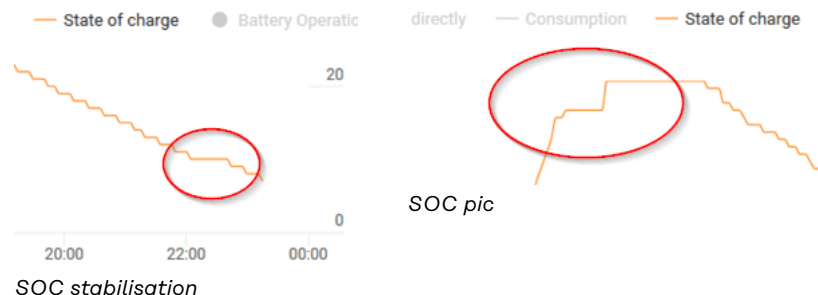 State of charge
Battery Operatic
20
0
20:00
22:00
00:00
SOC stabilisation
directly
Consumption
State of charge
SOC pic